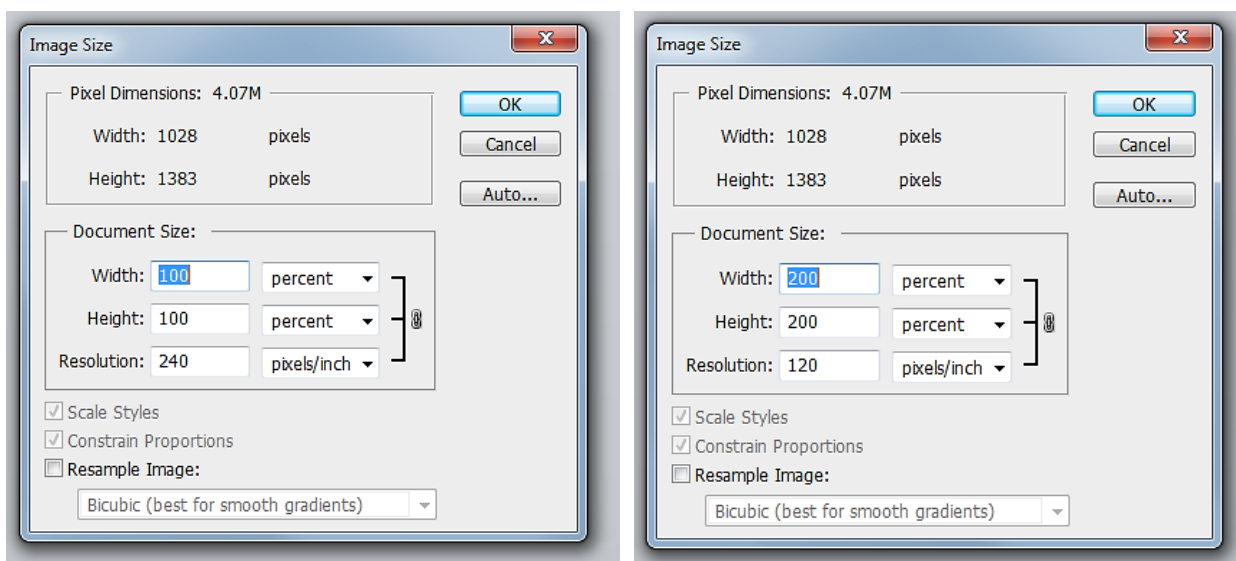 Image Size
Pixel Dimensions: 4.07M
OK
Width: 1028 pixels
Cancel
Height: 1383 pixels
Auto...
Document Size:
Width: 100 percent
Height: 100 percent
Resolution: 240 pixels/inch
Scale Styles
Constrain Proportions
Resample Image:
Bicubic (best for smooth gradients)
Image Size
Pixel Dimensions: 4.07M
OK
Width: 1028 pixels
Cancel
Height: 1383 pixels
Auto...
Document Size:
Width: 200 percent
Height: 200 percent
Resolution: 120 pixels/inch
Scale Styles
Constrain Proportions
Resample Image:
Bicubic (best for smooth gradients)